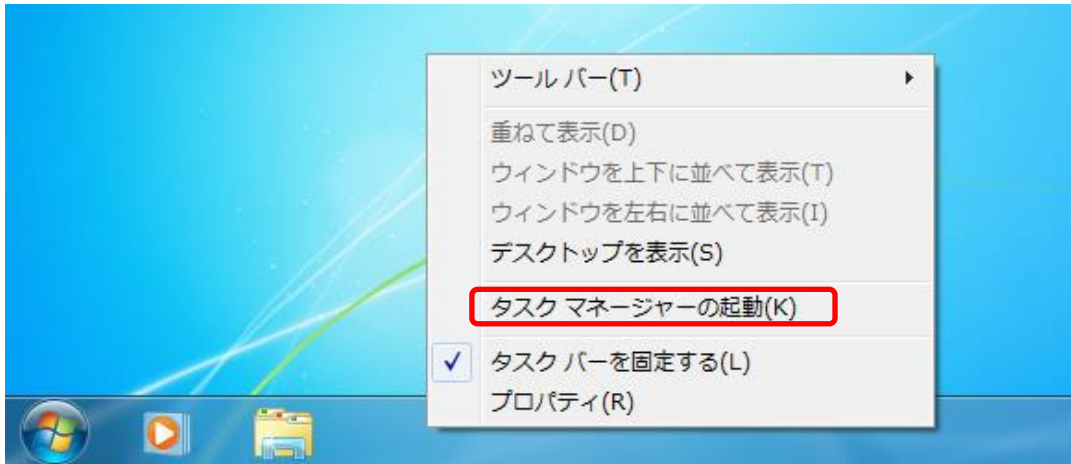 ツール バー(T)
重ねて表示(D)
ウィンドウを上下に並べて表示(T)
ウィンドウを左右に並べて表示(I)
デスクトップを表示(S)
タスク マネージャーの起動(K)
タスク バーを固定する(L)
プロパティ(R)